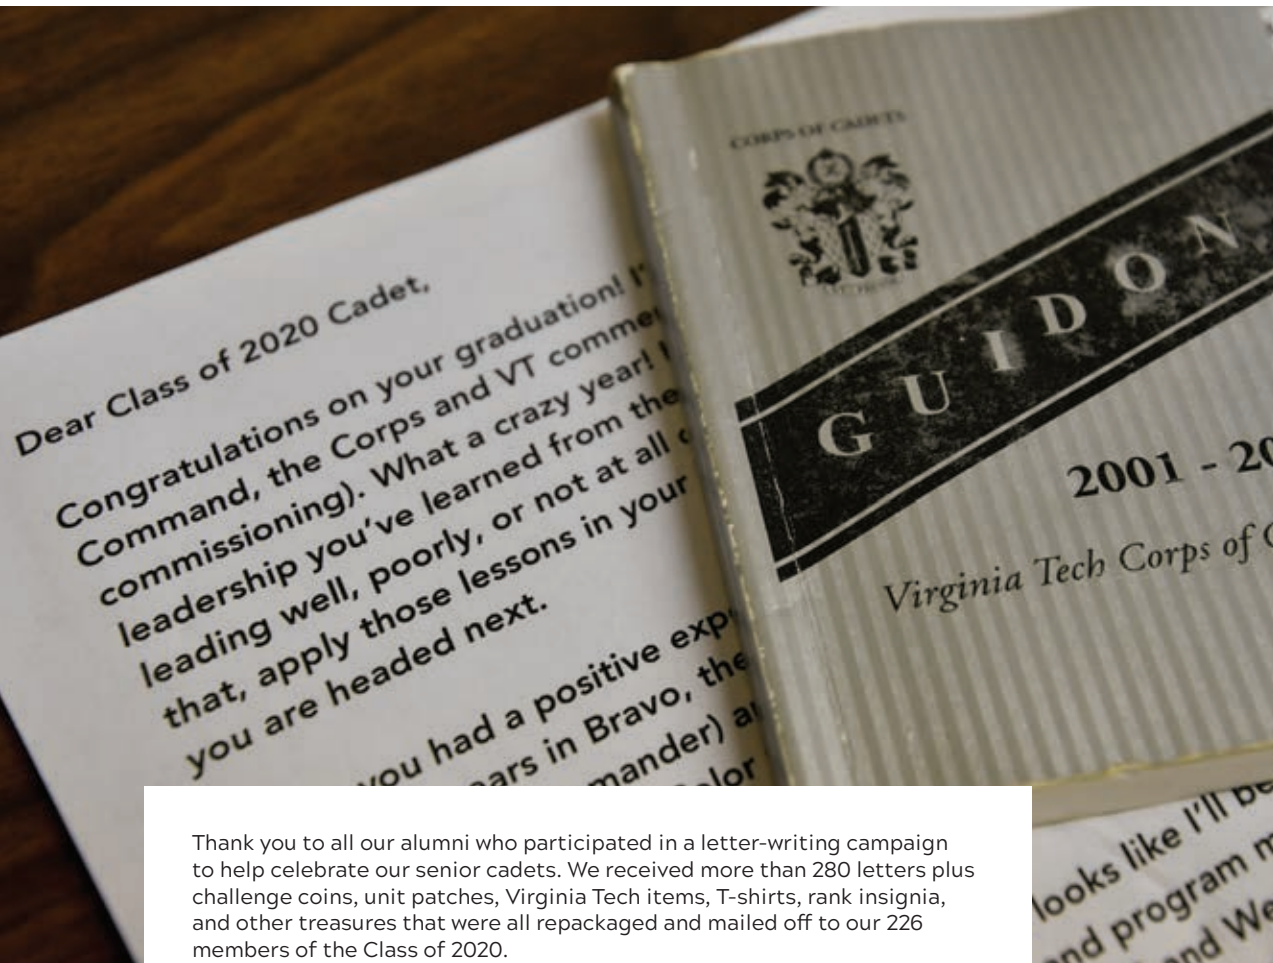 Dear Class of 2020 Cadet,
Congratulations on your graduation!
Command, the Corps and VT
commissioning). What a crazy year!
leadership you've learned from the
leading well, poorly, or not at all
that, apply those lessons in your
you are headed next.
you had a positive
in Bravo, the
CORPS OF CADETS
GUIDON
2001 -
Virginia Tech Corps of
looks like I'll be
program
and
Thank you to all our alumni who participated in a letter-writing campaign
to help celebrate our senior cadets. We received more than 280 letters plus
challenge coins, unit patches, Virginia Tech items, T-shirts, rank insignia,
and other treasures that were all repackaged and mailed off to our 226
members of the Class of 2020.